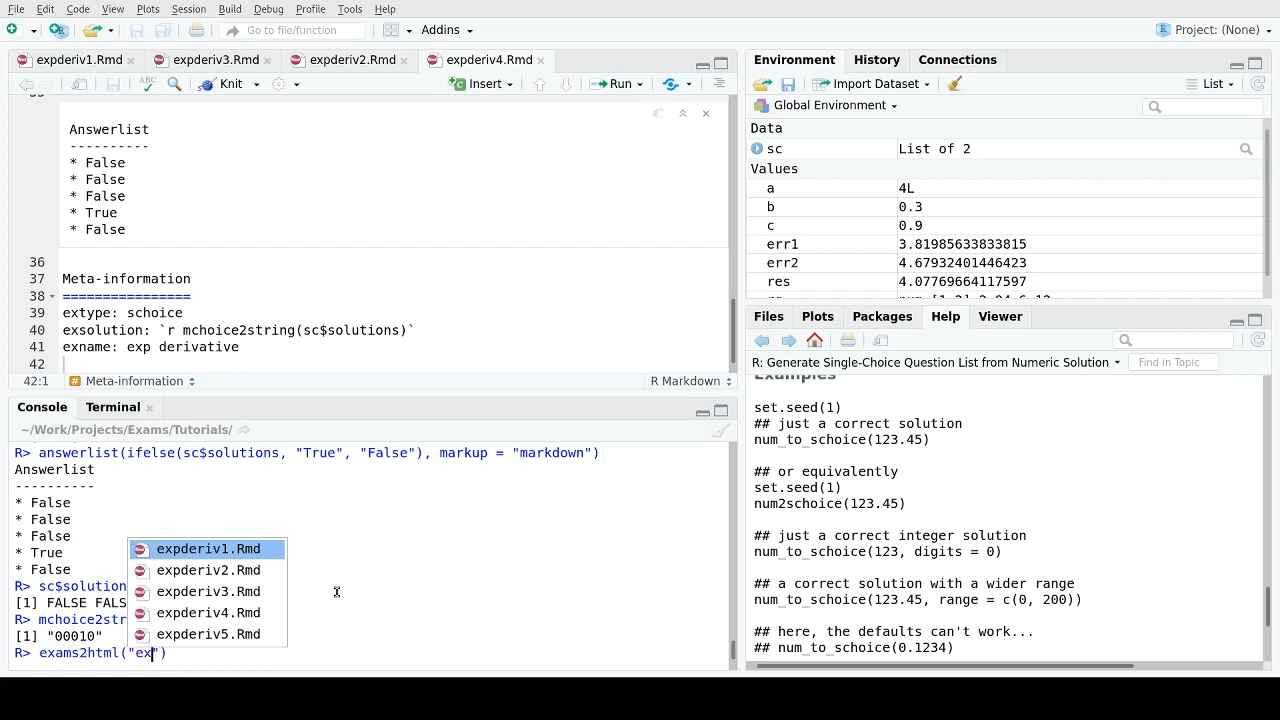 File Edit Code View Plots Session Build Debug Profile Tools Help
Go to file/function
Addins
Project: (None)
expderiv1.Rmd expderiv3.Rmd expderiv2.Rmd expderiv4.Rmd
ABC Knit Insert Run
Answerlist
----------
* False
* False
* False
* True
* False
36
37 Meta-information
38 ================
39 extype: schoice
40 exsolution: `r mchoice2string(sc$solutions)`
41 exname: exp derivative
42
42:1 Meta-information R Markdown
Console Terminal
~/Work/Projects/Exams/Tutorials/
R> answerlist(ifelse(sc$solutions, "True", "False"), markup = "markdown")
Answerlist
----------
* False
* False
* False
* True
* False
R> sc$solution
[1] FALSE FALS
R> mchoice2str
[1] "00010"
R> exams2html("ex")
expderiv1.Rmd
expderiv2.Rmd
expderiv3.Rmd
expderiv4.Rmd
expderiv5.Rmd
Environment History Connections
Import Dataset List
Global Environment
Data
sc List of 2
Values
a 4L
b 0.3
c 0.9
err1 3.81985633833815
err2 4.67932401446423
res 4.07769664117597
Files Plots Packages Help Viewer
R: Generate Single-Choice Question List from Numeric Solution Find in Topic
Examples
set.seed(1)
## just a correct solution
num_to_schoice(123.45)
## or equivalently
set.seed(1)
num2schoice(123.45)
## just a correct integer solution
num_to_schoice(123, digits = 0)
## a correct solution with a wider range
num_to_schoice(123.45, range = c(0, 200))
## here, the defaults can't work...
## num_to_schoice(0.1234)